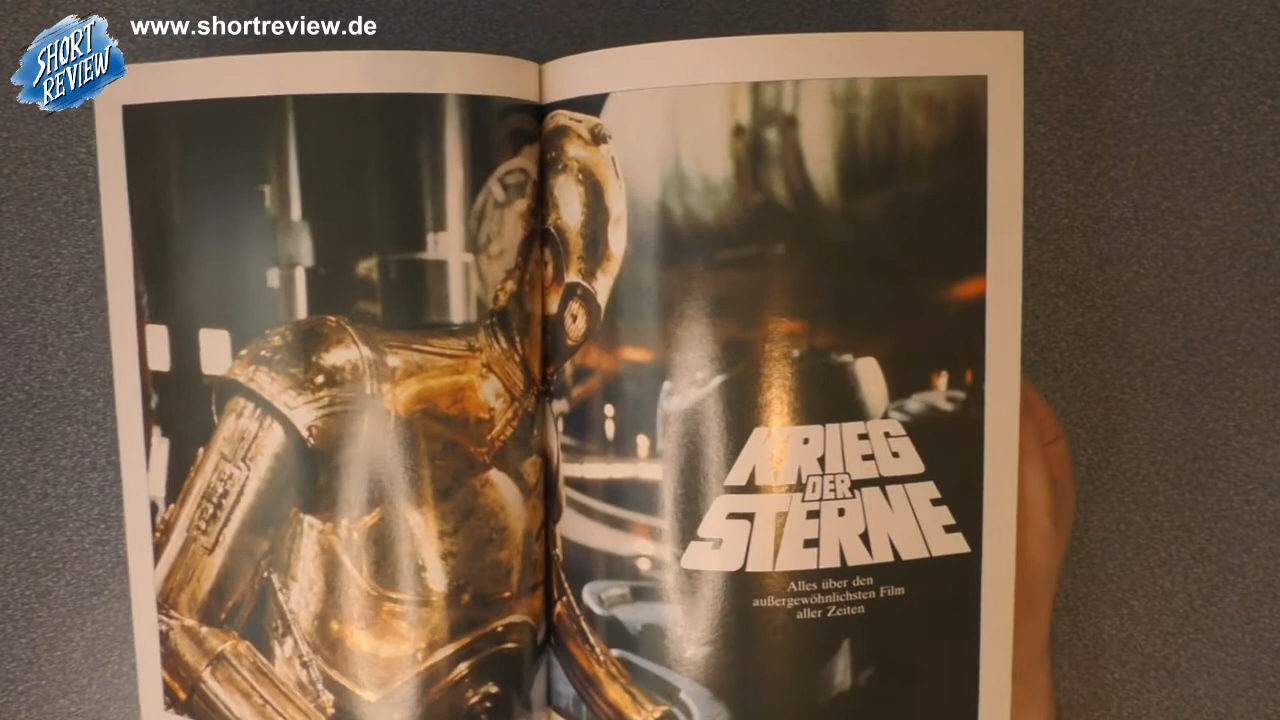 www.shortreview.de
SHORT
REVIEW
KRIEG
DER
STERNE
Alles über den
außergewöhnlichsten Film
aller Zeiten